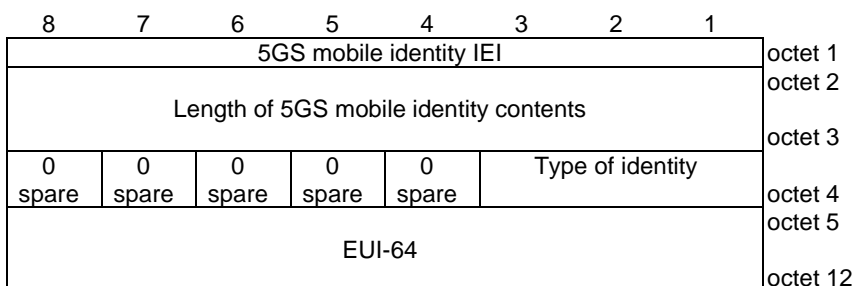 8 7 6 5 4 3 2 1
5GS mobile identity IEI octet 1
octet 2
Length of 5GS mobile identity contents
octet 3
0 0 0 0 0 Type of identity
spare spare spare spare spare octet 4
octet 5
EUI-64
octet 12